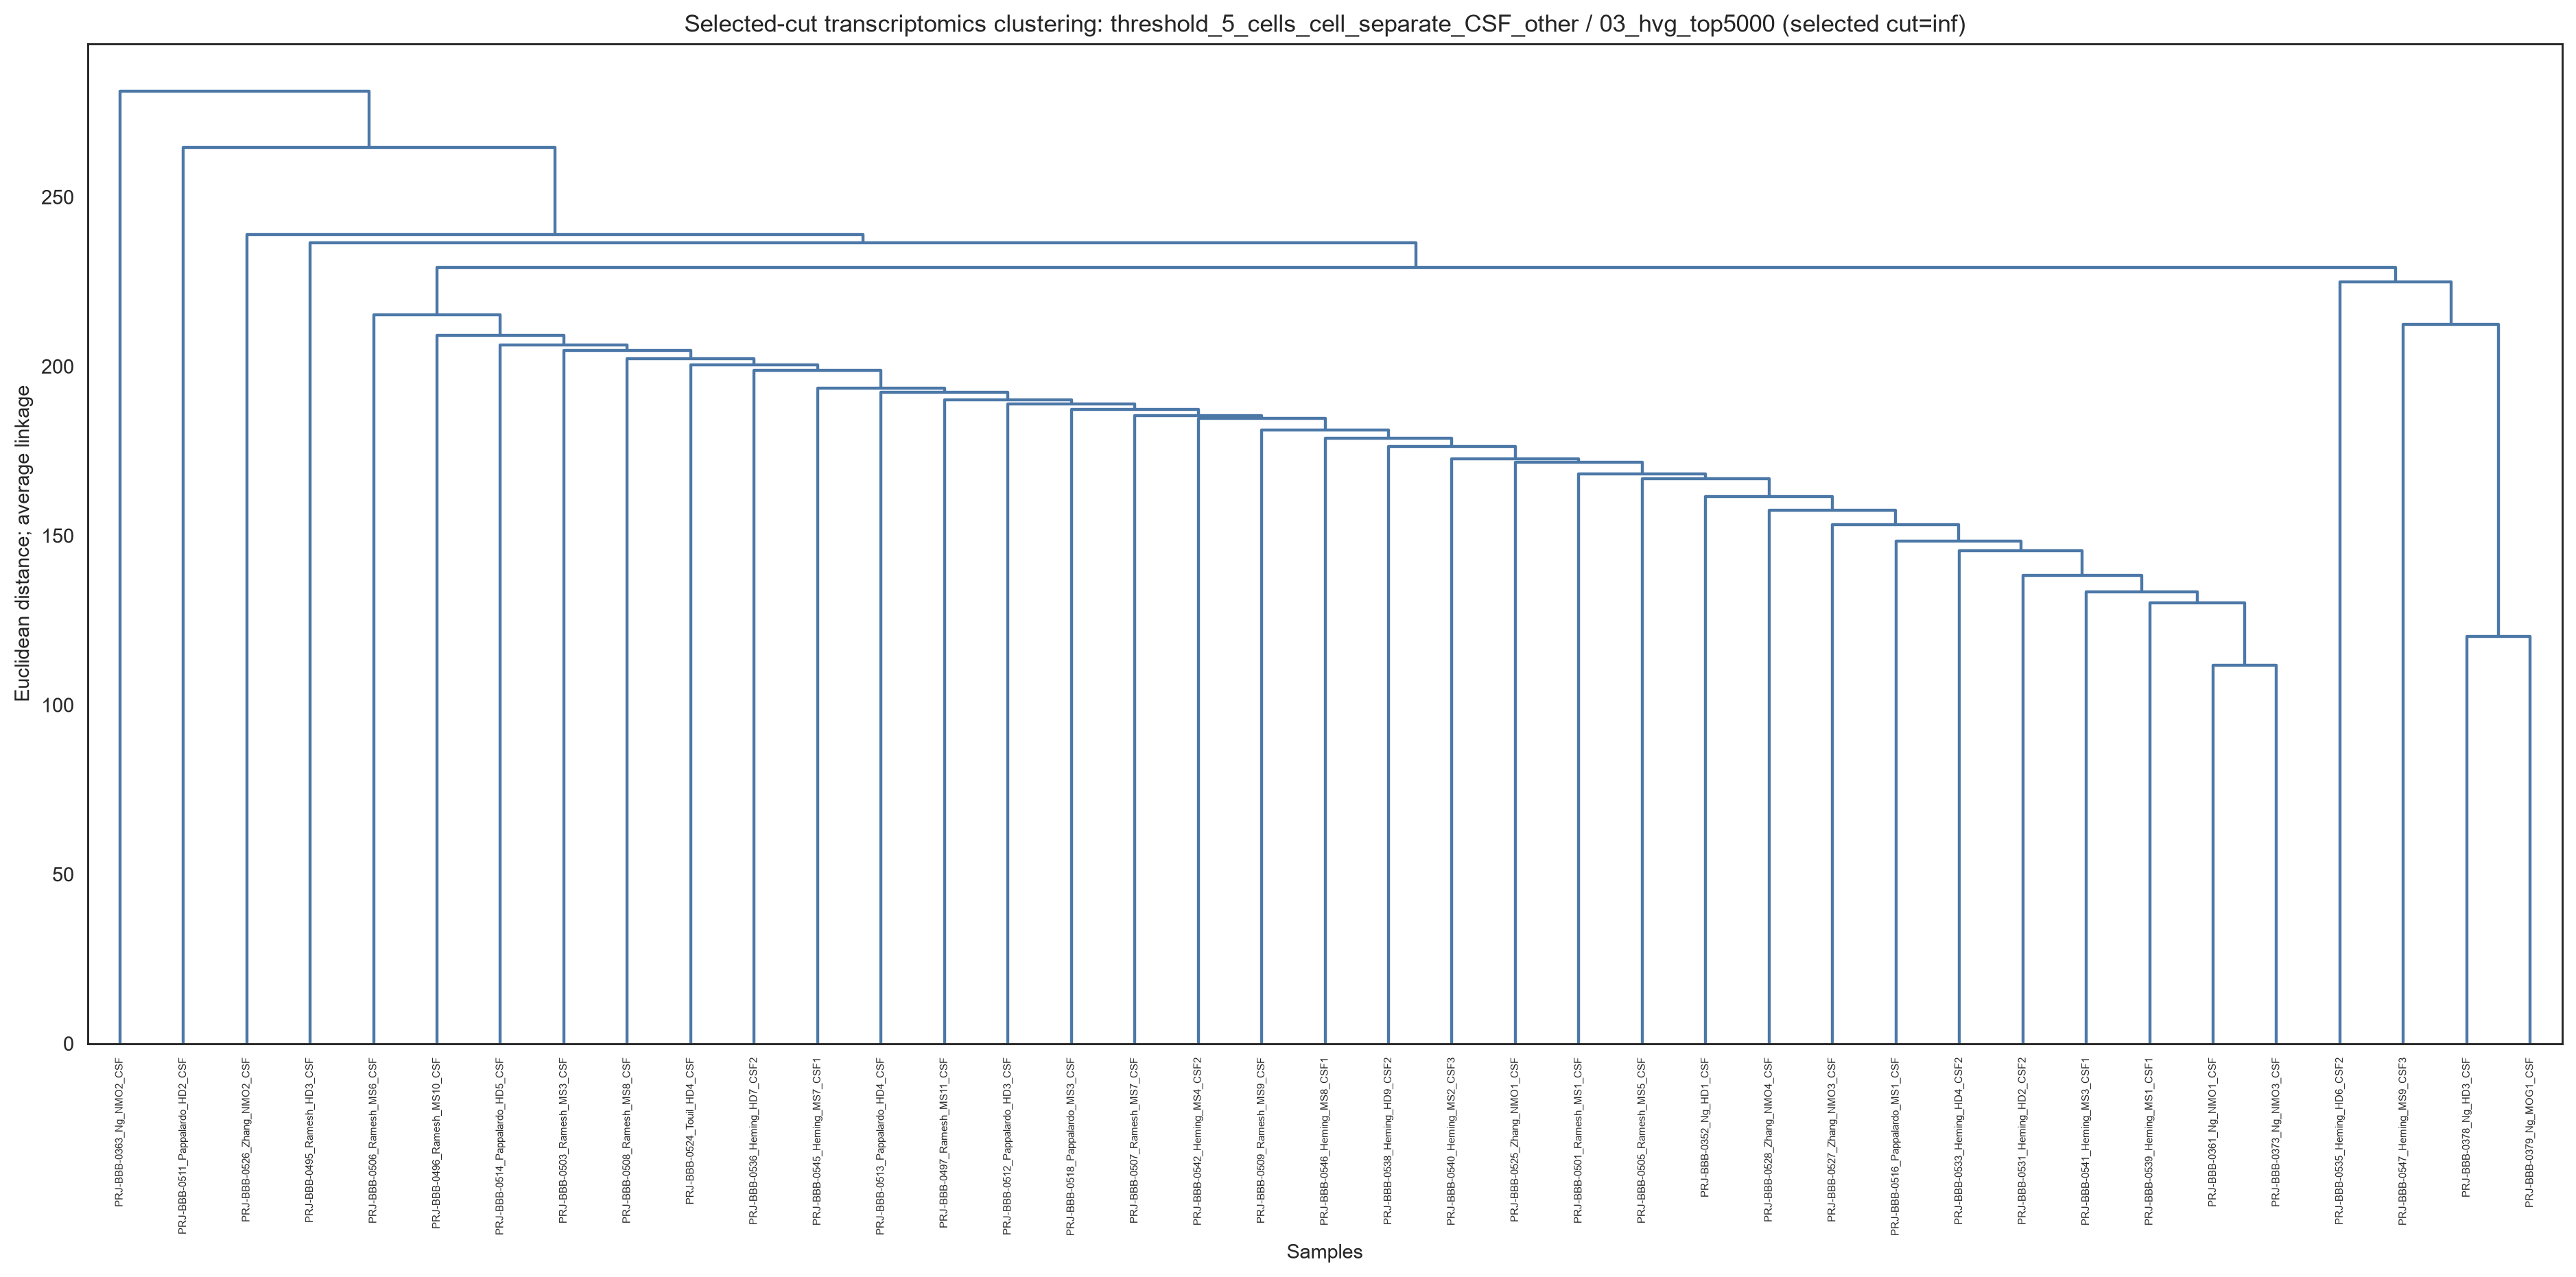 Selected-cut transcriptomics clustering: threshold_5_cells_cell_separate_CSF_other / 03_hvg_top5000 (selected cut=inf)
Euclidean distance; average linkage
250
200
150
100
50
0
PRJ-BBB-0363_Ng_NMO2_CSF
PRJ-BBB-0511_Pappalardo_HD2_CSF
PRJ-BBB-0526_Zhang_NMO2_CSF
PRJ-BBB-0495_Ramesh_HD3_CSF
PRJ-BBB-0506_Ramesh_MS6_CSF
PRJ-BBB-0496_Ramesh_MS10_CSF
PRJ-BBB-0514_Pappalardo_HD5_CSF
PRJ-BBB-0503_Ramesh_MS3_CSF
PRJ-BBB-0508_Ramesh_MS8_CSF
PRJ-BBB-0524_Touil_HD4_CSF
PRJ-BBB-0536_Heming_HD7_CSF2
PRJ-BBB-0545_Heming_MS7_CSF1
PRJ-BBB-0513_Pappalardo_HD4_CSF
PRJ-BBB-0497_Ramesh_MS11_CSF
PRJ-BBB-0512_Pappalardo_HD3_CSF
PRJ-BBB-0518_Pappalardo_MS3_CSF
PRJ-BBB-0507_Ramesh_MS7_CSF
PRJ-BBB-0542_Heming_MS4_CSF2
PRJ-BBB-0509_Ramesh_MS9_CSF
PRJ-BBB-0546_Heming_MS8_CSF1
PRJ-BBB-0538_Heming_HD9_CSF2
PRJ-BBB-0540_Heming_MS2_CSF3
PRJ-BBB-0525_Zhang_NMO1_CSF
PRJ-BBB-0501_Ramesh_MS1_CSF
PRJ-BBB-0505_Ramesh_MS5_CSF
PRJ-BBB-0352_Ng_HD1_CSF
PRJ-BBB-0528_Zhang_NMO4_CSF
PRJ-BBB-0527_Zhang_NMO3_CSF
PRJ-BBB-0516_Pappalardo_MS1_CSF
PRJ-BBB-0533_Heming_HD4_CSF2
PRJ-BBB-0531_Heming_HD2_CSF2
PRJ-BBB-0541_Heming_MS3_CSF1
PRJ-BBB-0539_Heming_MS1_CSF1
PRJ-BBB-0361_Ng_NMO1_CSF
PRJ-BBB-0373_Ng_NMO3_CSF
PRJ-BBB-0535_Heming_HD6_CSF2
PRJ-BBB-0547_Heming_MS9_CSF3
PRJ-BBB-0378_Ng_HD3_CSF
PRJ-BBB-0379_Ng_MOG1_CSF
Samples